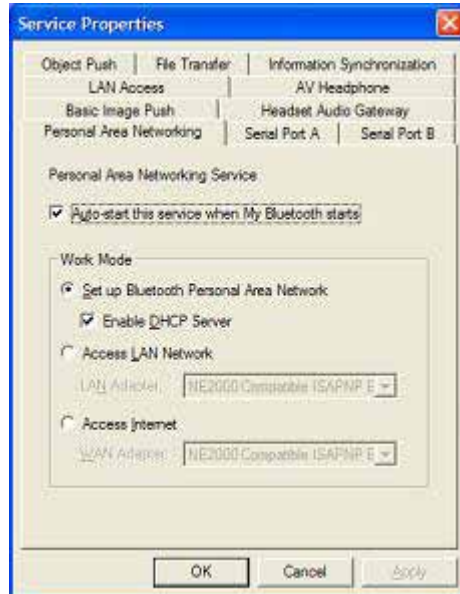 Service Properties
Object Push File Transfer Information Synchronization
LAN Access AV Headphone
Basic Image Push Headset Audio Gateway
Personal Area Networking Serial Port A Serial Port B
Personal Area Networking Service
Auto-start this service when My Bluetooth starts
Work Mode
Set up Bluetooth Personal Area Network
Enable DHCP Server
Access LAN Network
LAN Adapter: NE2000 Compatible ISAPNP E
Access Internet
WAN Adapter: NE2000 Compatible ISAPNP E
OK Cancel Apply